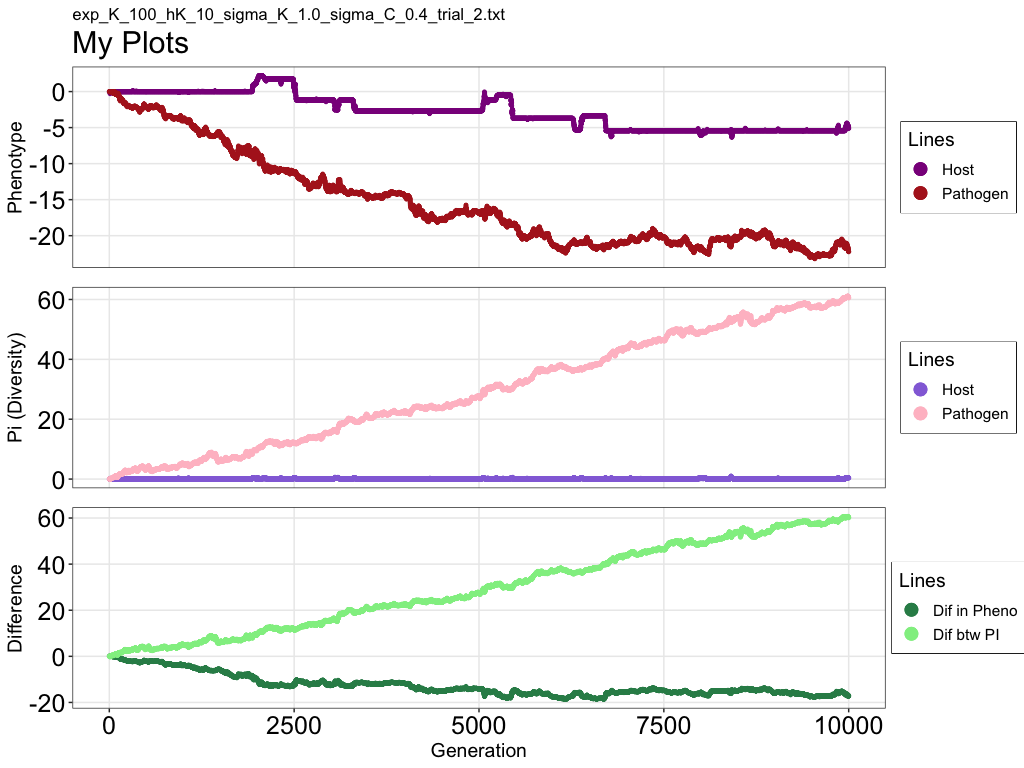 exp_K_100_hK_10_sigma_K_1.0_sigma_C_0.4_trial_2.txt
My Plots
Phenotype
0
-5
-10
-15
-20
Lines
Host
Pathogen
Pi (Diversity)
60
40
20
0
Lines
Host
Pathogen
Difference
60
40
20
0
-20
Lines
Dif in Pheno
Dif btw PI
0
2500
5000
7500
10000
Generation